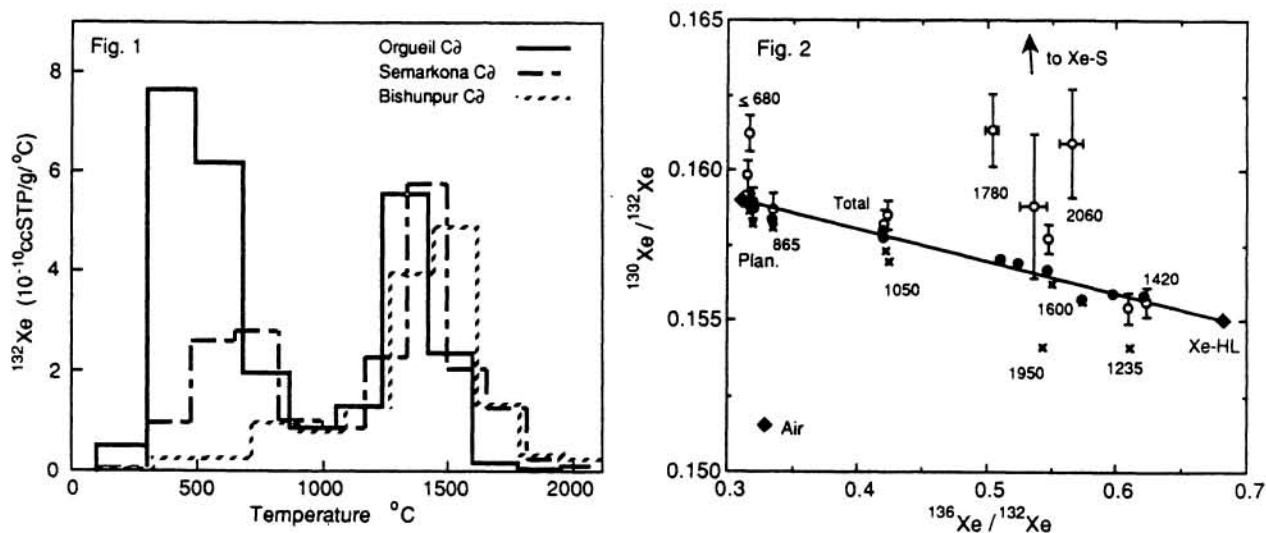 Fig. 1
Orgueil C∂
Semarkona C∂
Bishunpur C∂
¹³²Xe (10⁻¹⁰ccSTP/g/°C)
8
6
4
2
0
0 500 1000 1500 2000
Temperature °C
Fig. 2
to Xe-S
≤ 680
1780
2060
Total
865
Plan.
1050
1420
1600
Xe-HL
1950
1235
Air
¹³⁰Xe / ¹³²Xe
0.165
0.160
0.155
0.150
0.3 0.4 0.5 0.6 0.7
¹³⁶Xe / ¹³²Xe